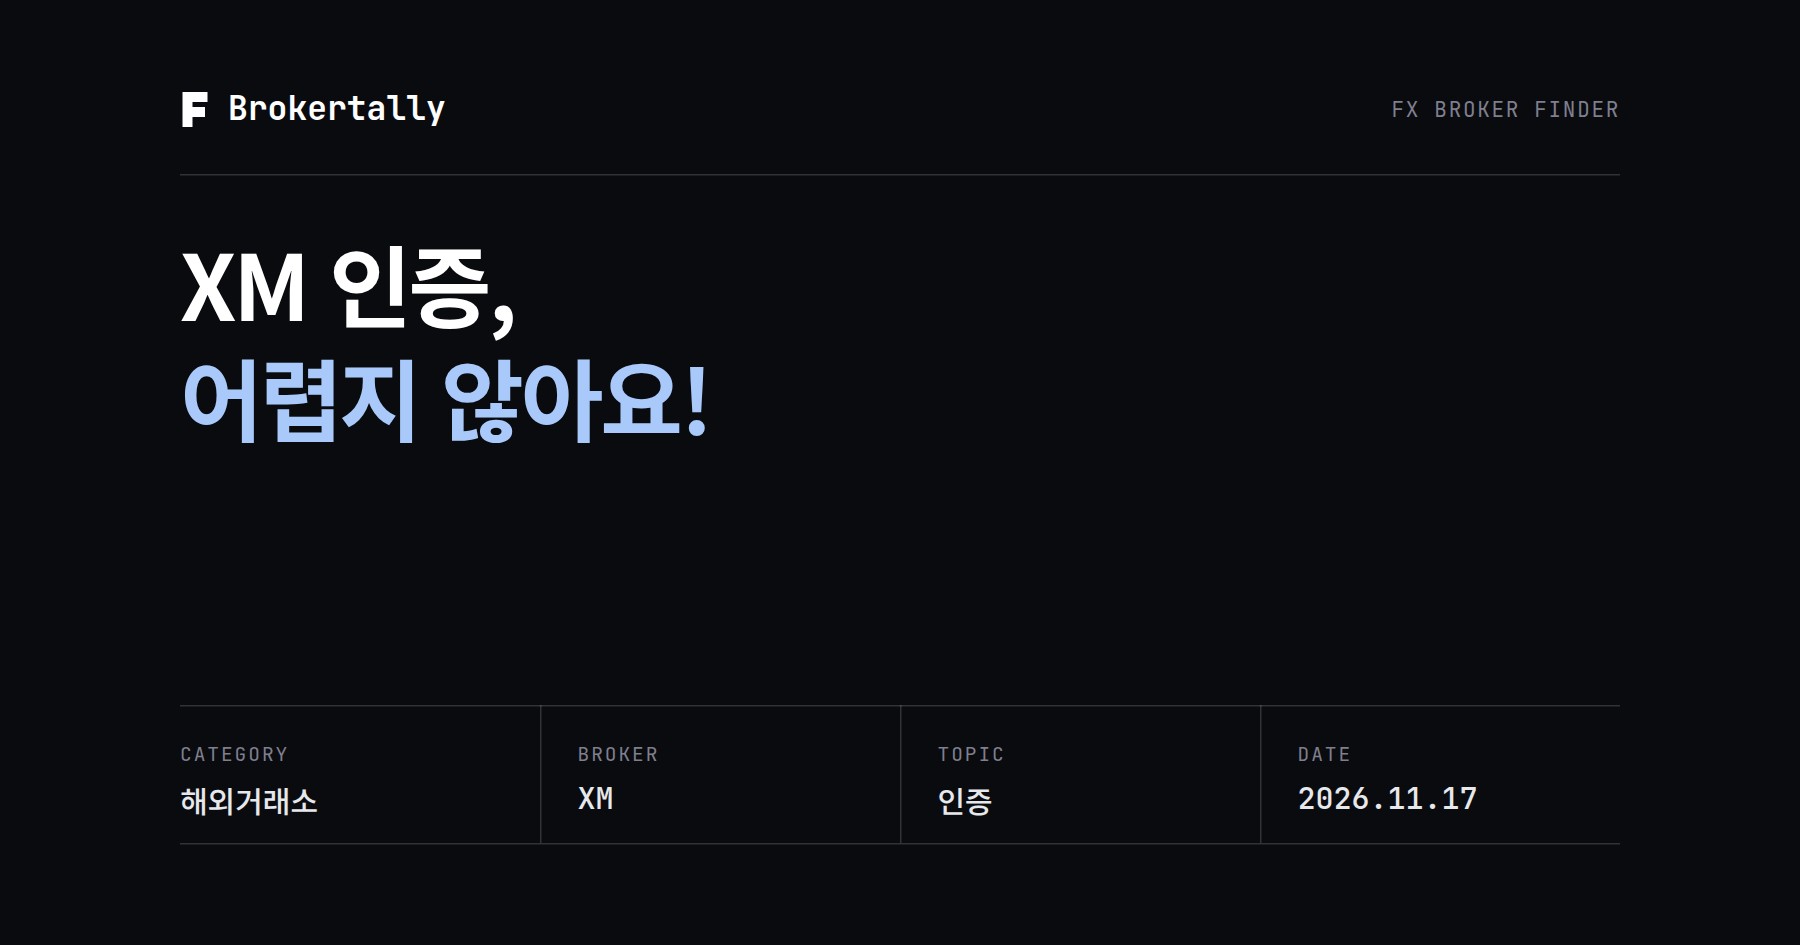 Brokertally
FX BROKER FINDER
XM 인증,
어렵지 않아요!
CATEGORY
해외거래소
BROKER
XM
TOPIC
인증
DATE
2026.11.17